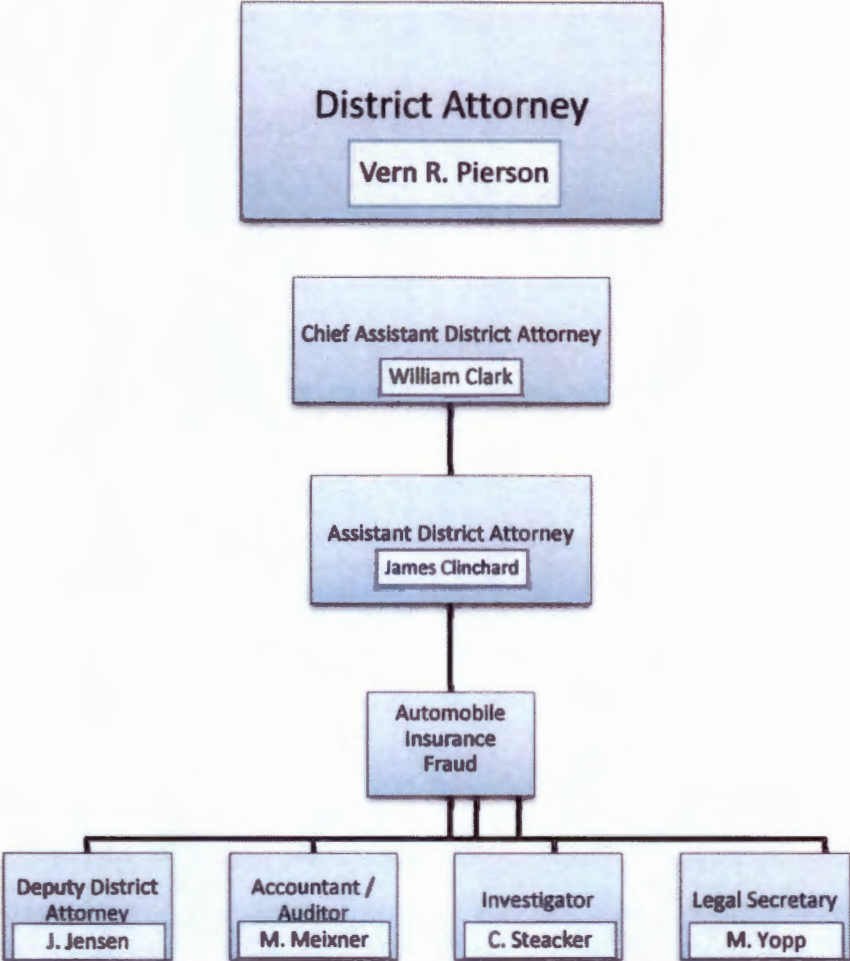 District Attorney
Vern R. Pierson
Chief Assistant District Attorney
William Clark
Assistant District Attorney
James Clinchard
Automobile
Insurance
Fraud
Deputy District
Attorney
J. Jensen
Accountant /
Auditor
M. Meixner
Investigator
C. Steacker
Legal Secretary
M. Yopp